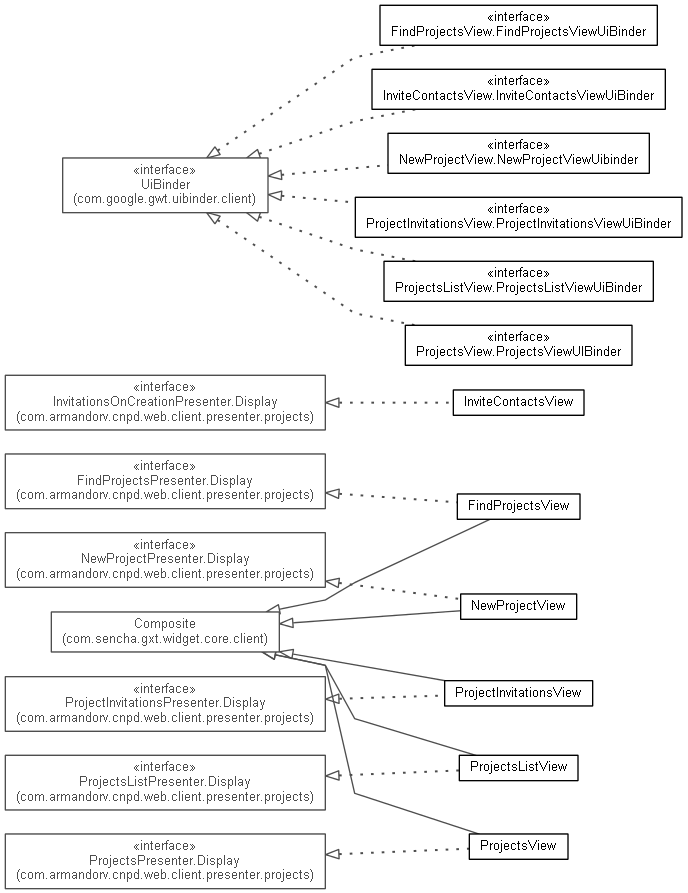 «interface»
FindProjectsView.FindProjectsViewUiBinder
«interface»
InviteContactsView.InviteContactsViewUiBinder
«interface»
NewProjectView.NewProjectViewUibinder
«interface»
UiBinder
(com.google.gwt.uibinder.client)
«interface»
ProjectInvitationsView.ProjectInvitationsViewUiBinder
«interface»
ProjectsListView.ProjectsListViewUiBinder
«interface»
ProjectsView.ProjectsViewUIBinder
«interface»
InvitationsOnCreationPresenter.Display
(com.armandorv.cnpd.web.client.presenter.projects)
InviteContactsView
«interface»
FindProjectsPresenter.Display
(com.armandorv.cnpd.web.client.presenter.projects)
FindProjectsView
«interface»
NewProjectPresenter.Display
(com.armandorv.cnpd.web.client.presenter.projects)
NewProjectView
Composite
(com.sencha.gxt.widget.core.client)
«interface»
ProjectInvitationsPresenter.Display
(com.armandorv.cnpd.web.client.presenter.projects)
ProjectInvitationsView
«interface»
ProjectsListPresenter.Display
(com.armandorv.cnpd.web.client.presenter.projects)
ProjectsListView
«interface»
ProjectsPresenter.Display
(com.armandorv.cnpd.web.client.presenter.projects)
ProjectsView